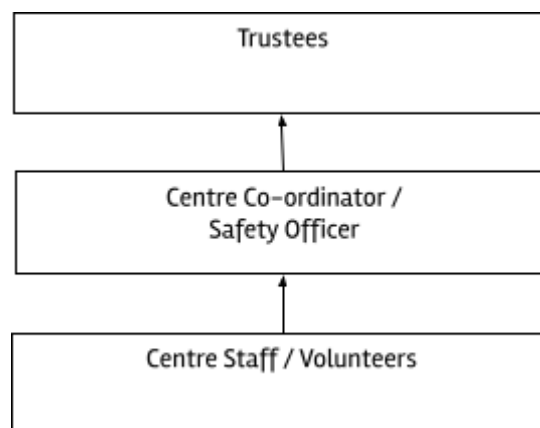 Trustees
Centre Co-ordinator /
Safety Officer
Centre Staff / Volunteers